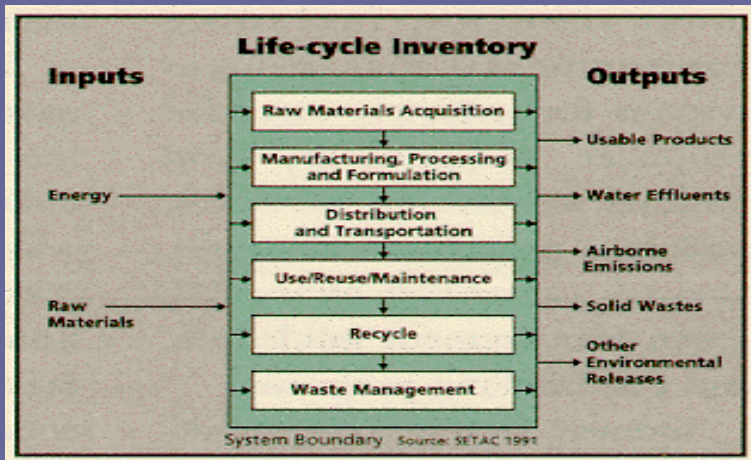 Life-cycle Inventory
Inputs
Outputs
Raw Materials Acquisition
Manufacturing, Processing
and Formulation
Distribution
and Transportation
Use/Reuse/Maintenance
Recycle
Waste Management
Energy
Raw
Materials
Usable Products
Water Effluents
Airborne
Emissions
Solid Wastes
Other
Environmental
Releases
System Boundary Source: SETAC 1991